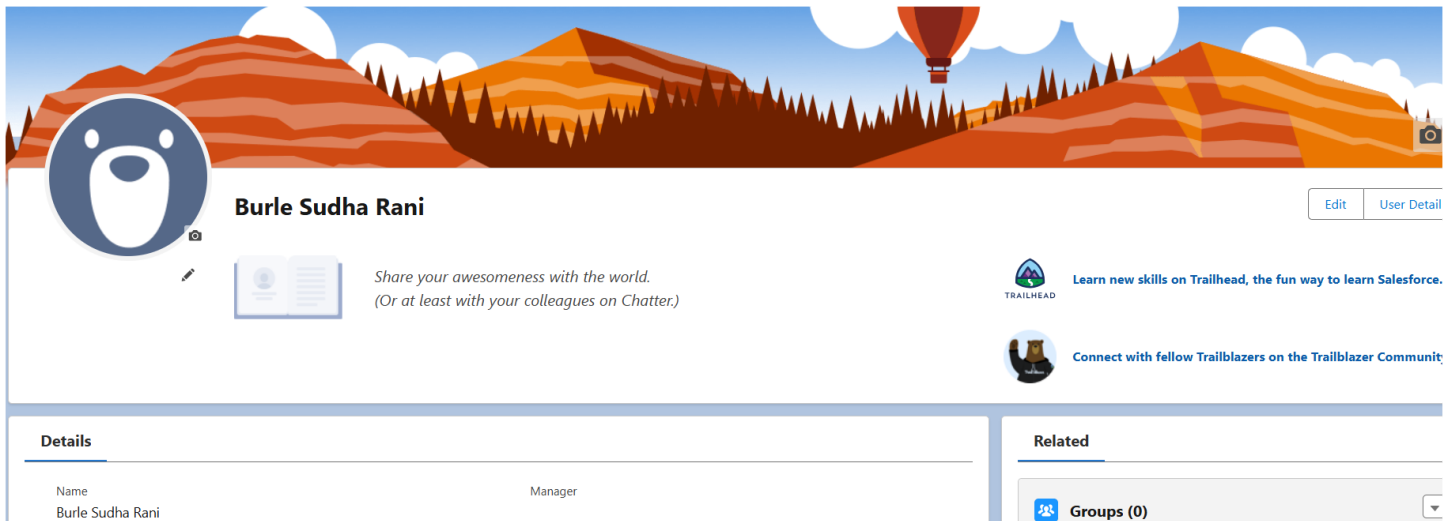 Burle Sudha Rani
Edit
User Detail
Share your awesomeness with the world.
(Or at least with your colleagues on Chatter.)
TRAILHEAD
Learn new skills on Trailhead, the fun way to learn Salesforce.
Connect with fellow Trailblazers on the Trailblazer Community
Details
Related
Name
Manager
Burle Sudha Rani
Groups (0)